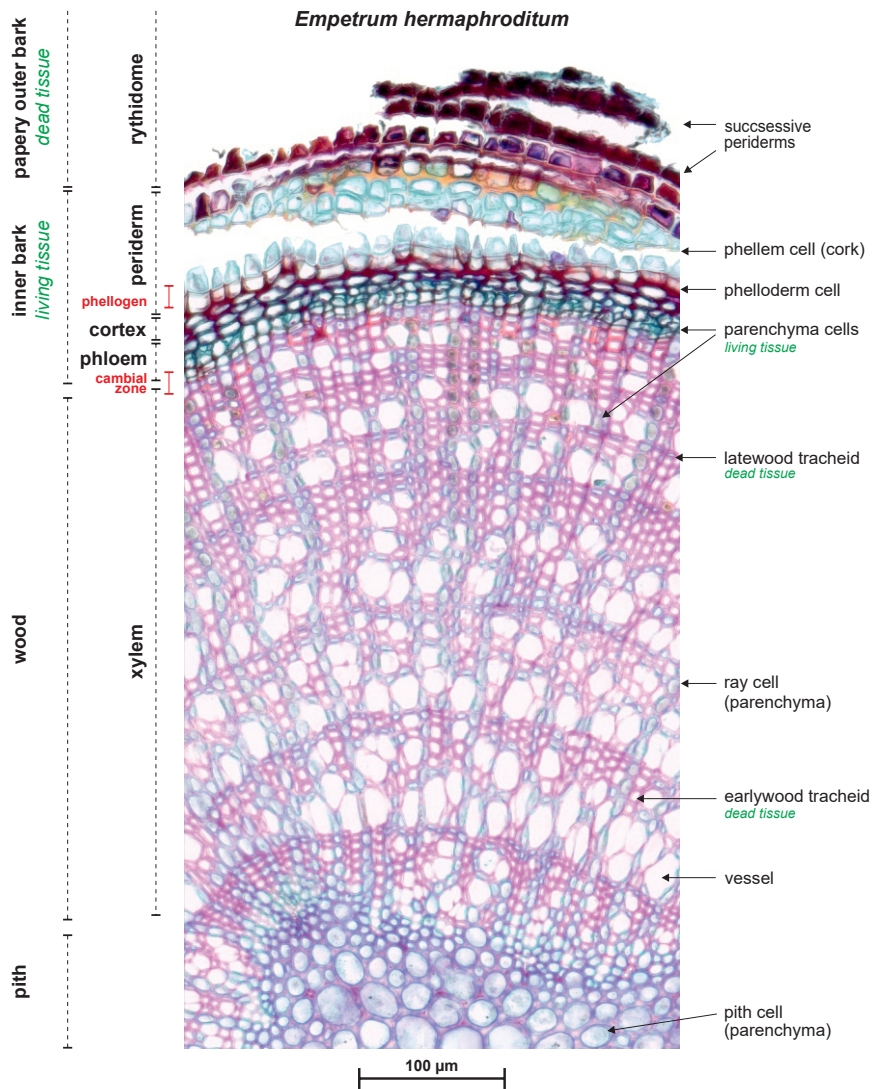 Empetrum hermaphroditum
papery outer bark
dead tissue
rythidome
succsessive
periderms
inner bark
living tissue
periderm
phellem cell (cork)
phellogen
phelloderm cell
cortex
parenchyma cells
living tissue
phloem
cambial
zone
latewood tracheid
dead tissue
wood
xylem
ray cell
(parenchyma)
earlywood tracheid
dead tissue
vessel
pith
pith cell
(parenchyma)
100 µm